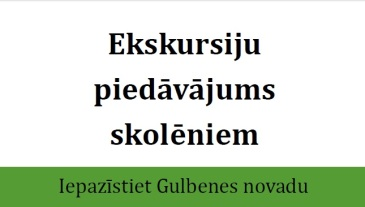 Ekskursiju
piedāvājums
skolēniem
Iepazīstiet Gulbenes novadu